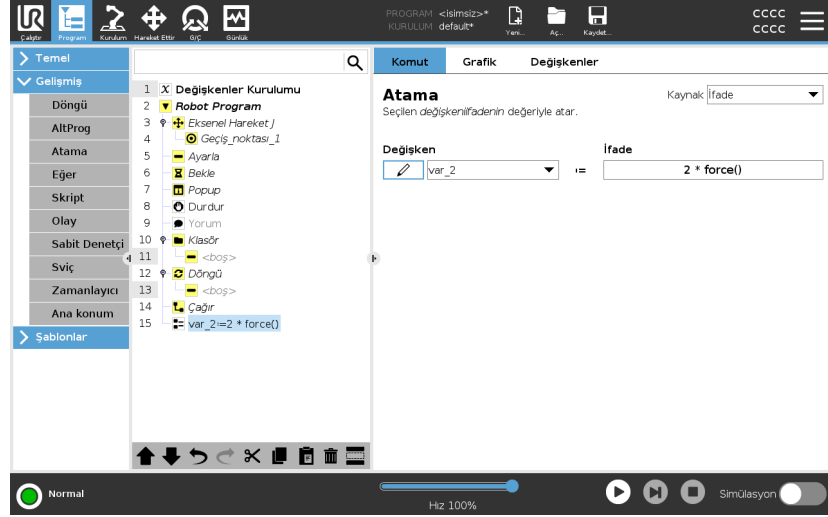 UR
Çalıştır
Program
Kurulum
Hareket Ettir
G/Ç
Günlük
PROGRAM <isimsiz>*
KURULUM default*
Yeni...
Aç...
Kaydet...
cccc
cccc
Temel
Gelişmiş
Döngü
AltProg
Atama
Eğer
Skript
Olay
Sabit Denetçi
Sviç
Zamanlayıcı
Ana konum
Şablonlar
1 X Değişkenler Kurulumu
2 Robot Program
3 Eksenel Hareket J
4 Geçiş_noktası_1
5 Ayarla
6 Bekle
7 Popup
8 Durdur
9 Yorum
10 Klasör
11 <boş>
12 Döngü
13 <boş>
14 Çağır
15 var_2≔2 * force()
Komut
Grafik
Değişkenler
Atama
Kaynak İfade
Seçilen değişkeni ifadenin değeriyle atar.
Değişken
İfade
var_2
≔
2 * force()
Normal
Hız 100%
Simülasyon